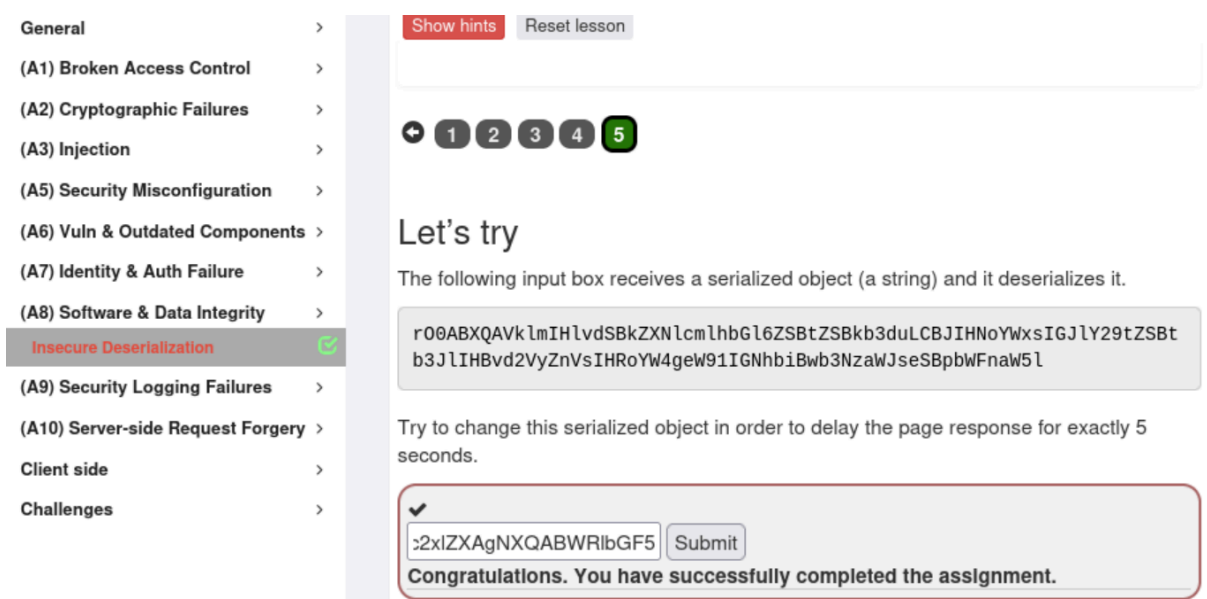 General
(A1) Broken Access Control
(A2) Cryptographic Failures
(A3) Injection
(A5) Security Misconfiguration
(A6) Vuln & Outdated Components
(A7) Identity & Auth Failure
(A8) Software & Data Integrity
Insecure Deserialization
(A9) Security Logging Failures
(A10) Server-side Request Forgery
Client side
Challenges
Show hints Reset lesson
1 2 3 4 5
Let's try
The following input box receives a serialized object (a string) and it deserializes it.
rO0ABXQAVklmIHlvdSBkZXNlcmlhbGl6ZSBtZSBkb3duLCBJIHNoYWxsIGJlY29tZSBt
b3JlIHBvd2VyZnVsIHRoYW4geW91IGNhbiBwb3NzaWJseSBpbWFnaW5l
Try to change this serialized object in order to delay the page response for exactly 5
seconds.
c2xlZXAgNXQABWRlbGF5 Submit
Congratulations. You have successfully completed the assignment.